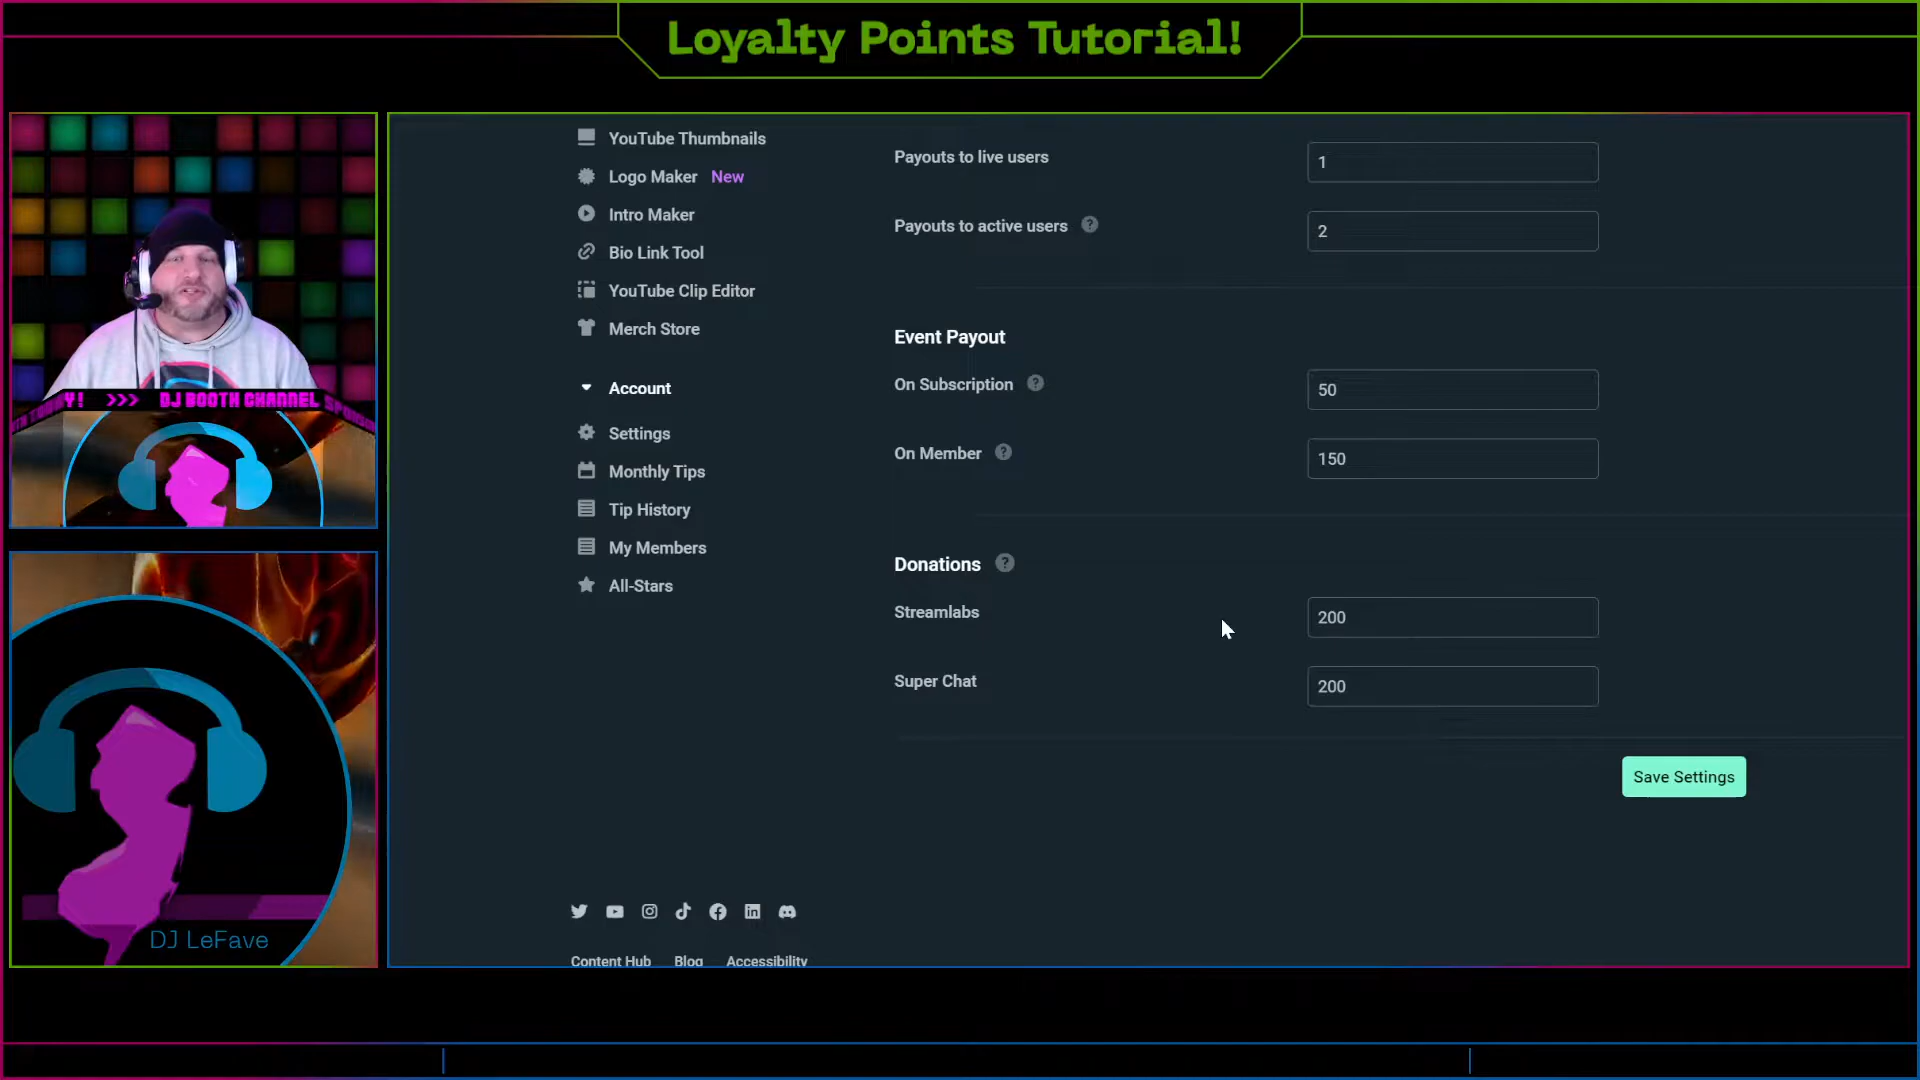 Loyalty Points Tutorial!
Y! >>> DJ BOOTH CHANNEL
DJ LeFave
YouTube Thumbnails
Logo Maker New
Intro Maker
Bio Link Tool
YouTube Clip Editor
Merch Store
Account
Settings
Monthly Tips
Tip History
My Members
All-Stars
Payouts to live users 1
Payouts to active users ? 2
Event Payout
On Subscription ? 50
On Member ? 150
Donations ?
Streamlabs 200
Super Chat 200
Save Settings
Content Hub Blog Accessibility